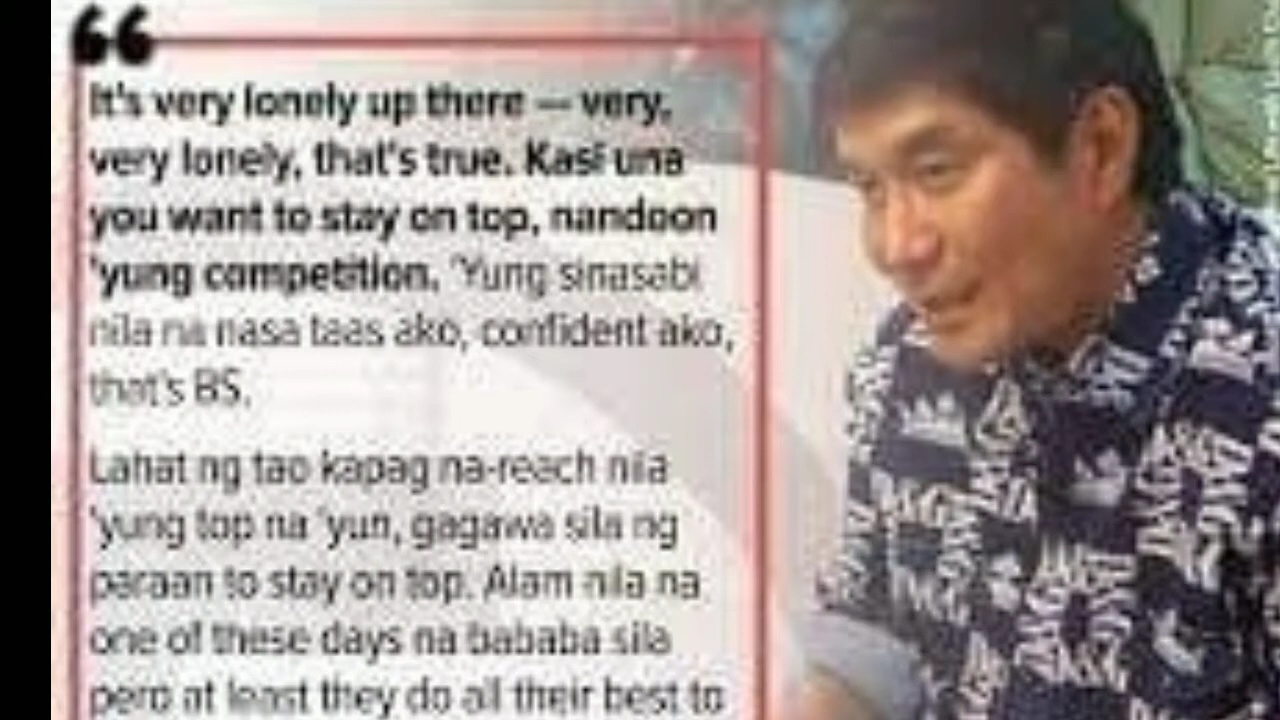 It's very lonely up there — very,
very lonely, that's true. Kasi una
you want to stay on top, nandoon
'yung competition. 'Yung sinasabi
nila na nasa taas ako, confident ako,
that's BS.
Lahat ng tao kapag na-reach nila
'yung top na 'yun, gagawa sila ng
paraan to stay on top. Alam nila na
one of these days na bababa sila
pero at least they do all their best to